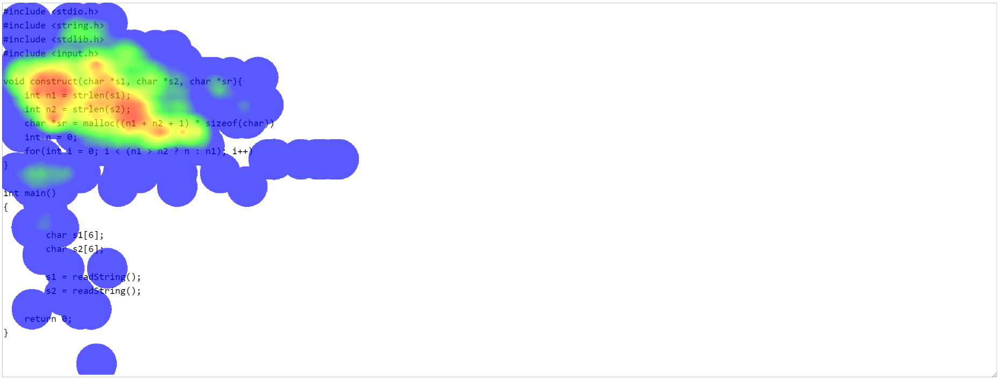 #include <stdio.h>
#include <string.h>
#include <stdlib.h>
#include <input.h>
void construct(char *s1, char *s2, char *sr){
    int n1 = strlen(s1);
    int n2 = strlen(s2);
    char *sr = malloc((n1 + n2 + 1) * sizeof(char))
    int n = 0;
    for(int i = 0; i < (n1 > n2 ? n : n1); i++)
}
int main()
{
        char s1[6];
        char s2[6];
        s1 = readString();
        s2 = readString();
    return 0;
}